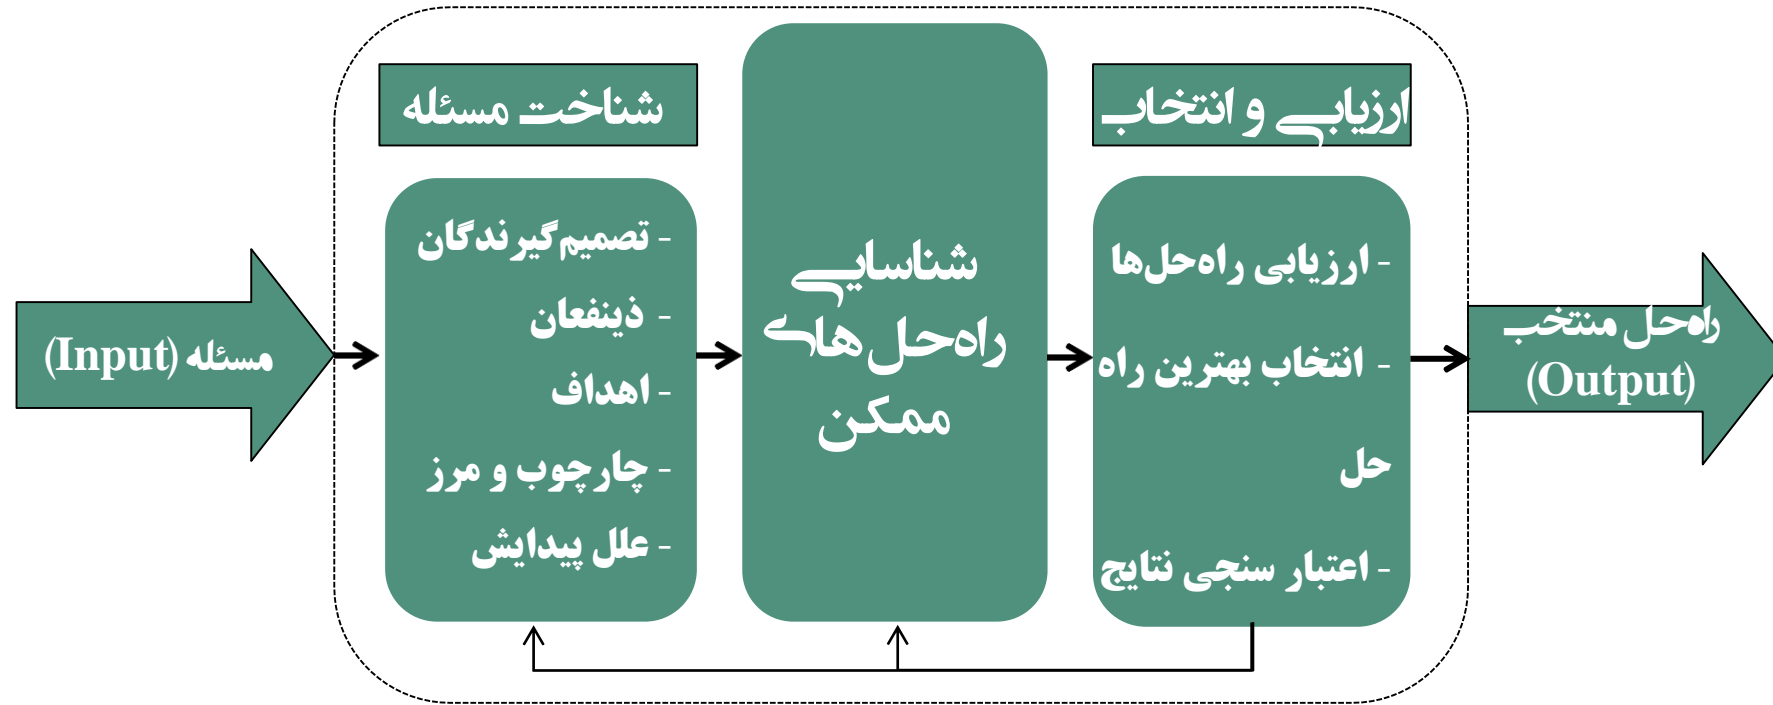 مسئله (Input)
شناخت مسئله
- تصمیم‌گیرندگان
- ذینفعان
- اهداف
- چارچوب و مرز
- علل پیدایش
شناسایی
راه‌حل‌های
ممکن
ارزیابی و انتخاب
- ارزیابی راه‌حل‌ها
- انتخاب بهترین راه
حل
- اعتبار سنجی نتایج
راه‌حل منتخب
(Output)